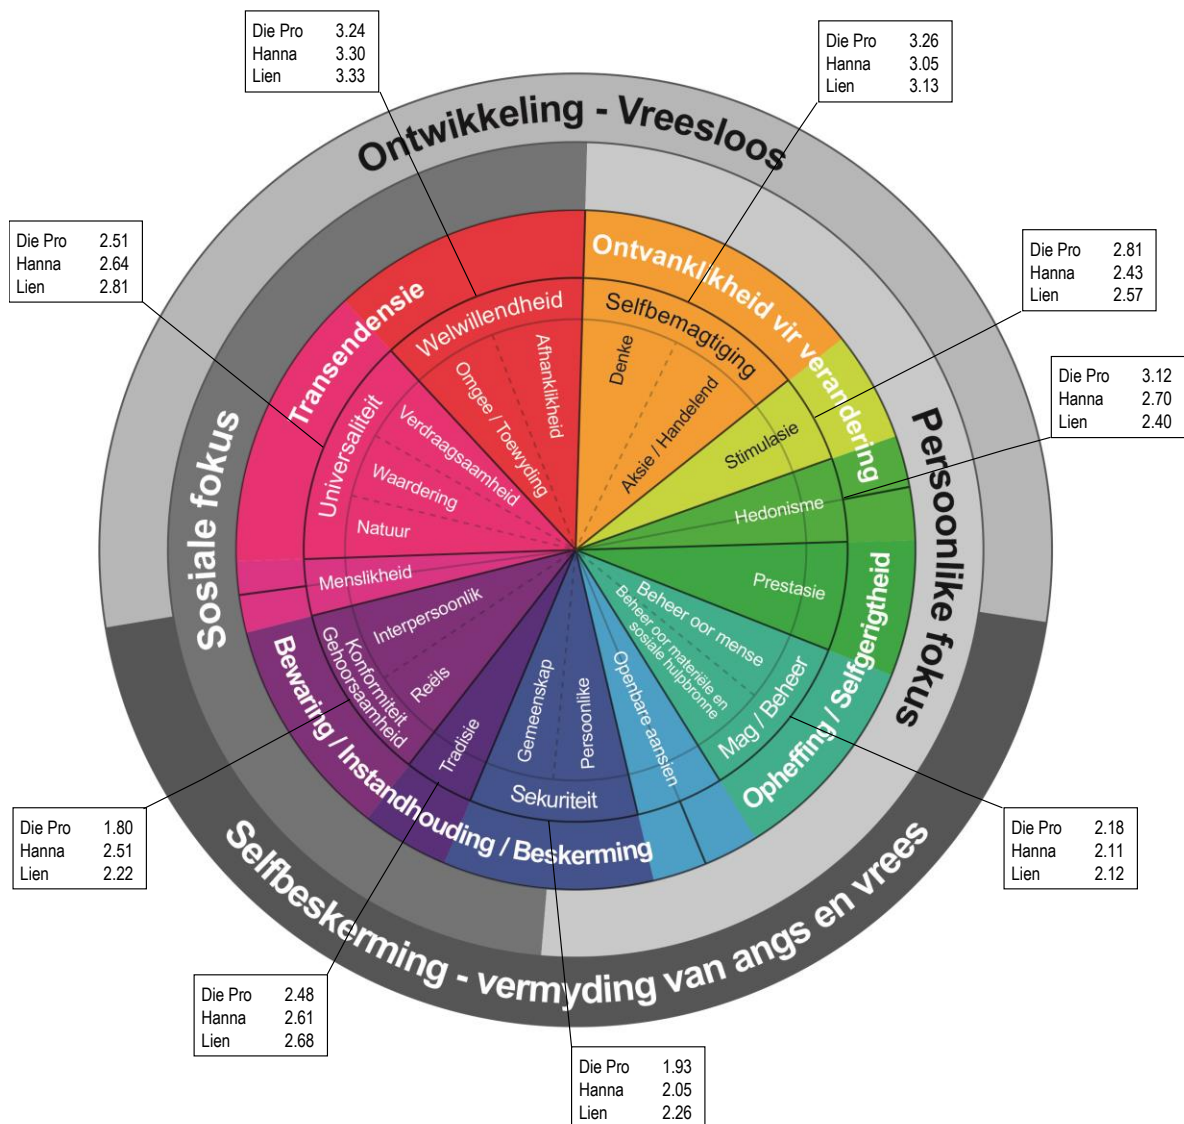 Die Pro 3.24
Hanna 3.30
Lien 3.33
Die Pro 3.26
Hanna 3.05
Lien 3.13
Ontwikkeling - Vreesloos
Die Pro 2.51
Hanna 2.64
Lien 2.81
Die Pro 2.81
Hanna 2.43
Lien 2.57
Die Pro 3.12
Hanna 2.70
Lien 2.40
Sosiale fokus
Persoonlike fokus
Transendensie
Ontvanklikheid vir verandering
Welwillendheid
Selfbemagtiging
Omgee / Toewyding
Afhanklikheid
Denke
Aksie / Handelend
Stimulasie
Universaliteit
Verdraagsaamheid
Waardering
Natuur
Hedonisme
Menslikheid
Prestasie
Interpersoonlik
Reëls
Konformiteit
Gehoorsaamheid
Tradisie
Gemeenskap
Persoonlike
Sekuriteit
Openbare aansien
Beheer oor mense
Beheer oor materiële en
sosiale hulpbronne
Mag / Beheer
Bewaring / Instandhouding / Beskerming
Opheffing / Selfgerigtheid
Selfbeskerming - vermyding van angs en vrees
Die Pro 1.80
Hanna 2.51
Lien 2.22
Die Pro 2.18
Hanna 2.11
Lien 2.12
Die Pro 2.48
Hanna 2.61
Lien 2.68
Die Pro 1.93
Hanna 2.05
Lien 2.26